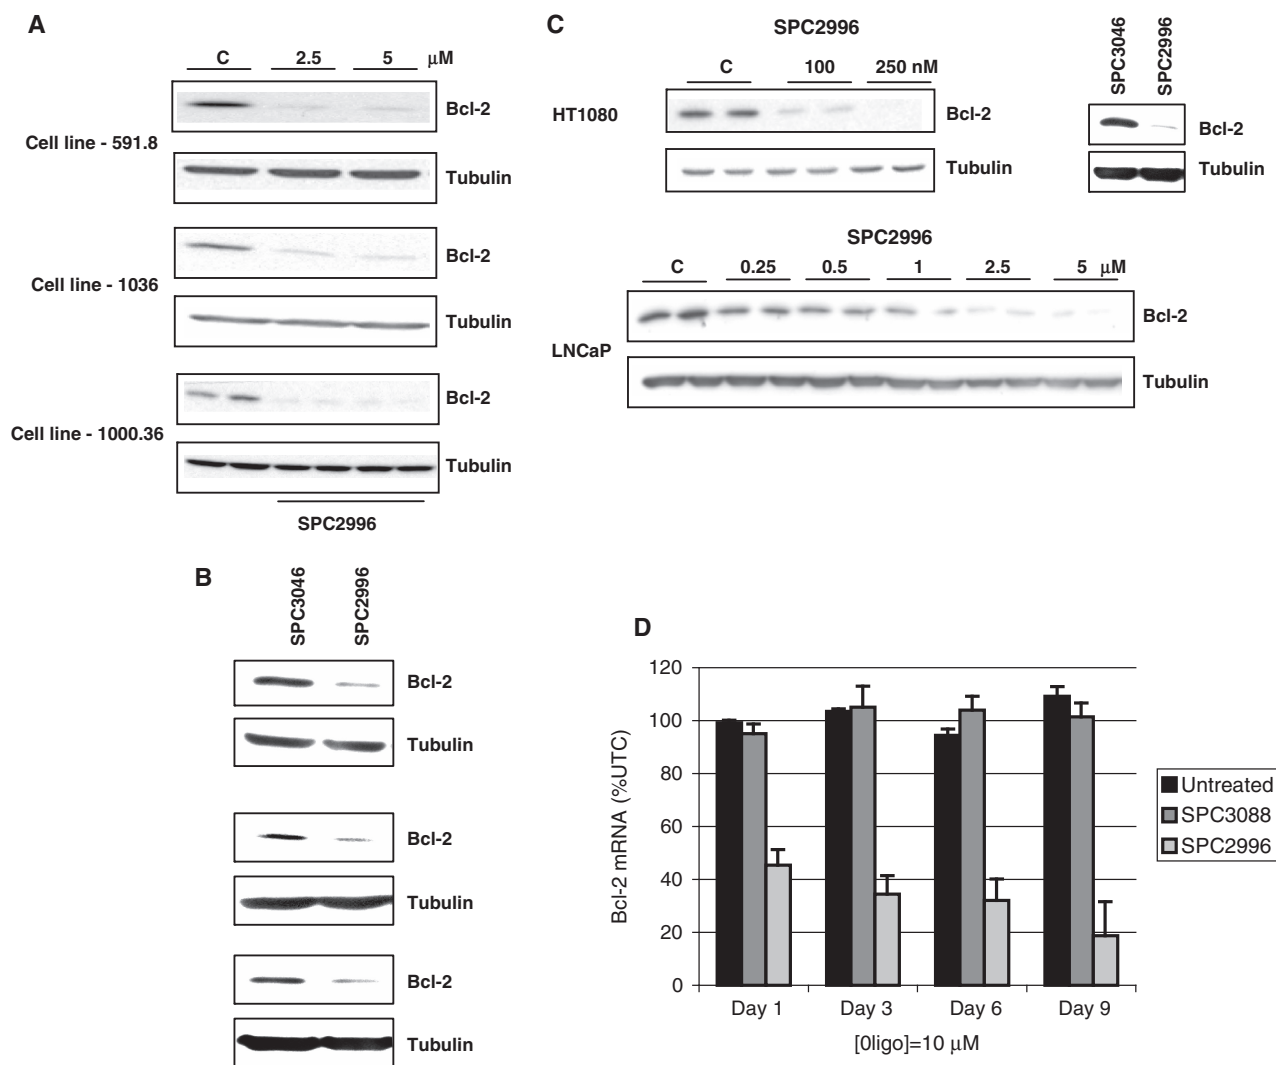 A
C 2.5 5 μM
Bcl-2
Cell line - 591.8
Tubulin
Bcl-2
Cell line - 1036
Tubulin
Bcl-2
Cell line - 1000.36
Tubulin
SPC2996
B
SPC3046
SPC2996
Bcl-2
Tubulin
Bcl-2
Tubulin
Bcl-2
Tubulin
C
SPC2996
C 100 250 nM
HT1080
Bcl-2
Tubulin
SPC3046
SPC2996
Bcl-2
Tubulin
SPC2996
C 0.25 0.5 1 2.5 5 μM
Bcl-2
LNCaP
Tubulin
D
Bcl-2 mRNA (%UTC)
120
100
80
60
40
20
0
Day 1 Day 3 Day 6 Day 9
[0ligo]=10 μM
Untreated
SPC3088
SPC2996